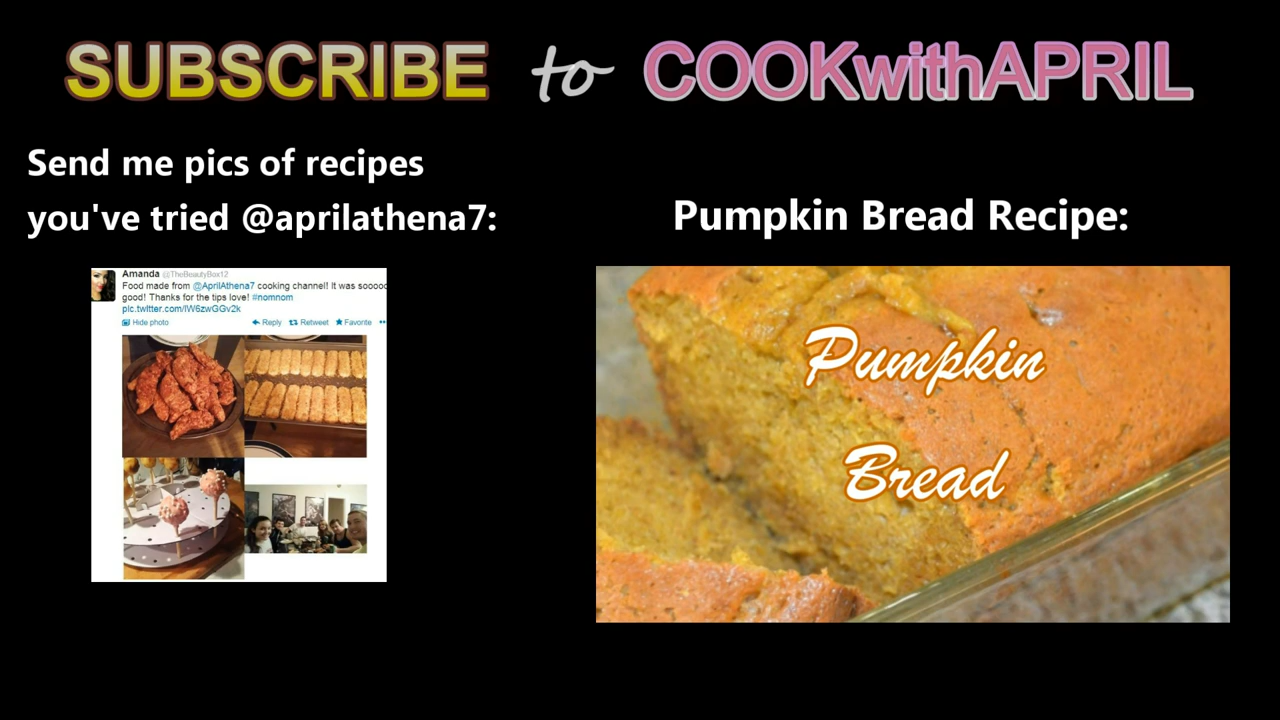 SUBSCRIBE to COOKwithAPRIL
Send me pics of recipes
you've tried @aprilathena7:
Pumpkin Bread Recipe:
Amanda @TheBeautyBox12
Food made from @AprilAthena7 cooking channel! It was sooooo
good! Thanks for the tips love! #nomnom
pic.twitter.com/IW6zwGGv2k
Hide photo Reply Retweet Favorite
Pumpkin
Bread